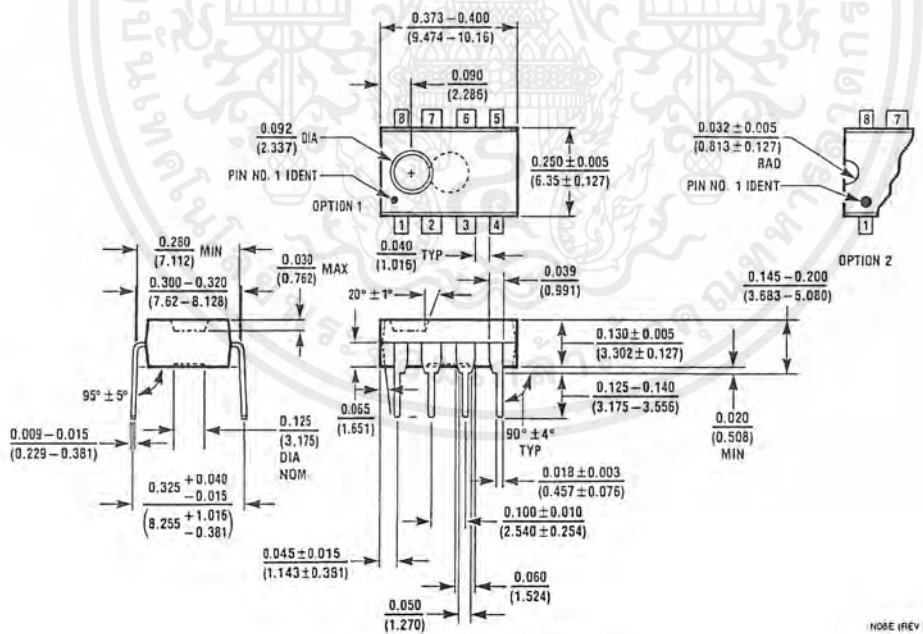 0.373 – 0.400
(9.474 – 10.16)
0.090
(2.286)
8 7 6 5
0.092 DIA
(2.337)
PIN NO. 1 IDENT
OPTION 1
1 2 3 4
0.250 ± 0.005
(6.35 ± 0.127)
0.032 ± 0.005
(0.813 ± 0.127)
RAD
PIN NO. 1 IDENT
8 7
1
OPTION 2
0.280 MIN
(7.112)
0.300 – 0.320
(7.62 – 8.128)
0.030 MAX
(0.762)
0.040 TYP
(1.016)
0.039
(0.991)
20° ± 1°
0.145 – 0.200
(3.683 – 5.080)
0.130 ± 0.005
(3.302 ± 0.127)
0.125 – 0.140
(3.175 – 3.556)
0.020
(0.508)
MIN
95° ± 5°
0.065
(1.651)
90° ± 4°
TYP
0.009 – 0.015
(0.229 – 0.381)
0.125
(3.175)
DIA
NOM
0.018 ± 0.003
(0.457 ± 0.076)
0.325 + 0.040
– 0.015
(8.255 + 1.016
– 0.381)
0.100 ± 0.010
(2.540 ± 0.254)
0.045 ± 0.015
(1.143 ± 0.381)
0.060
(1.524)
0.050
(1.270)
N08E (REV